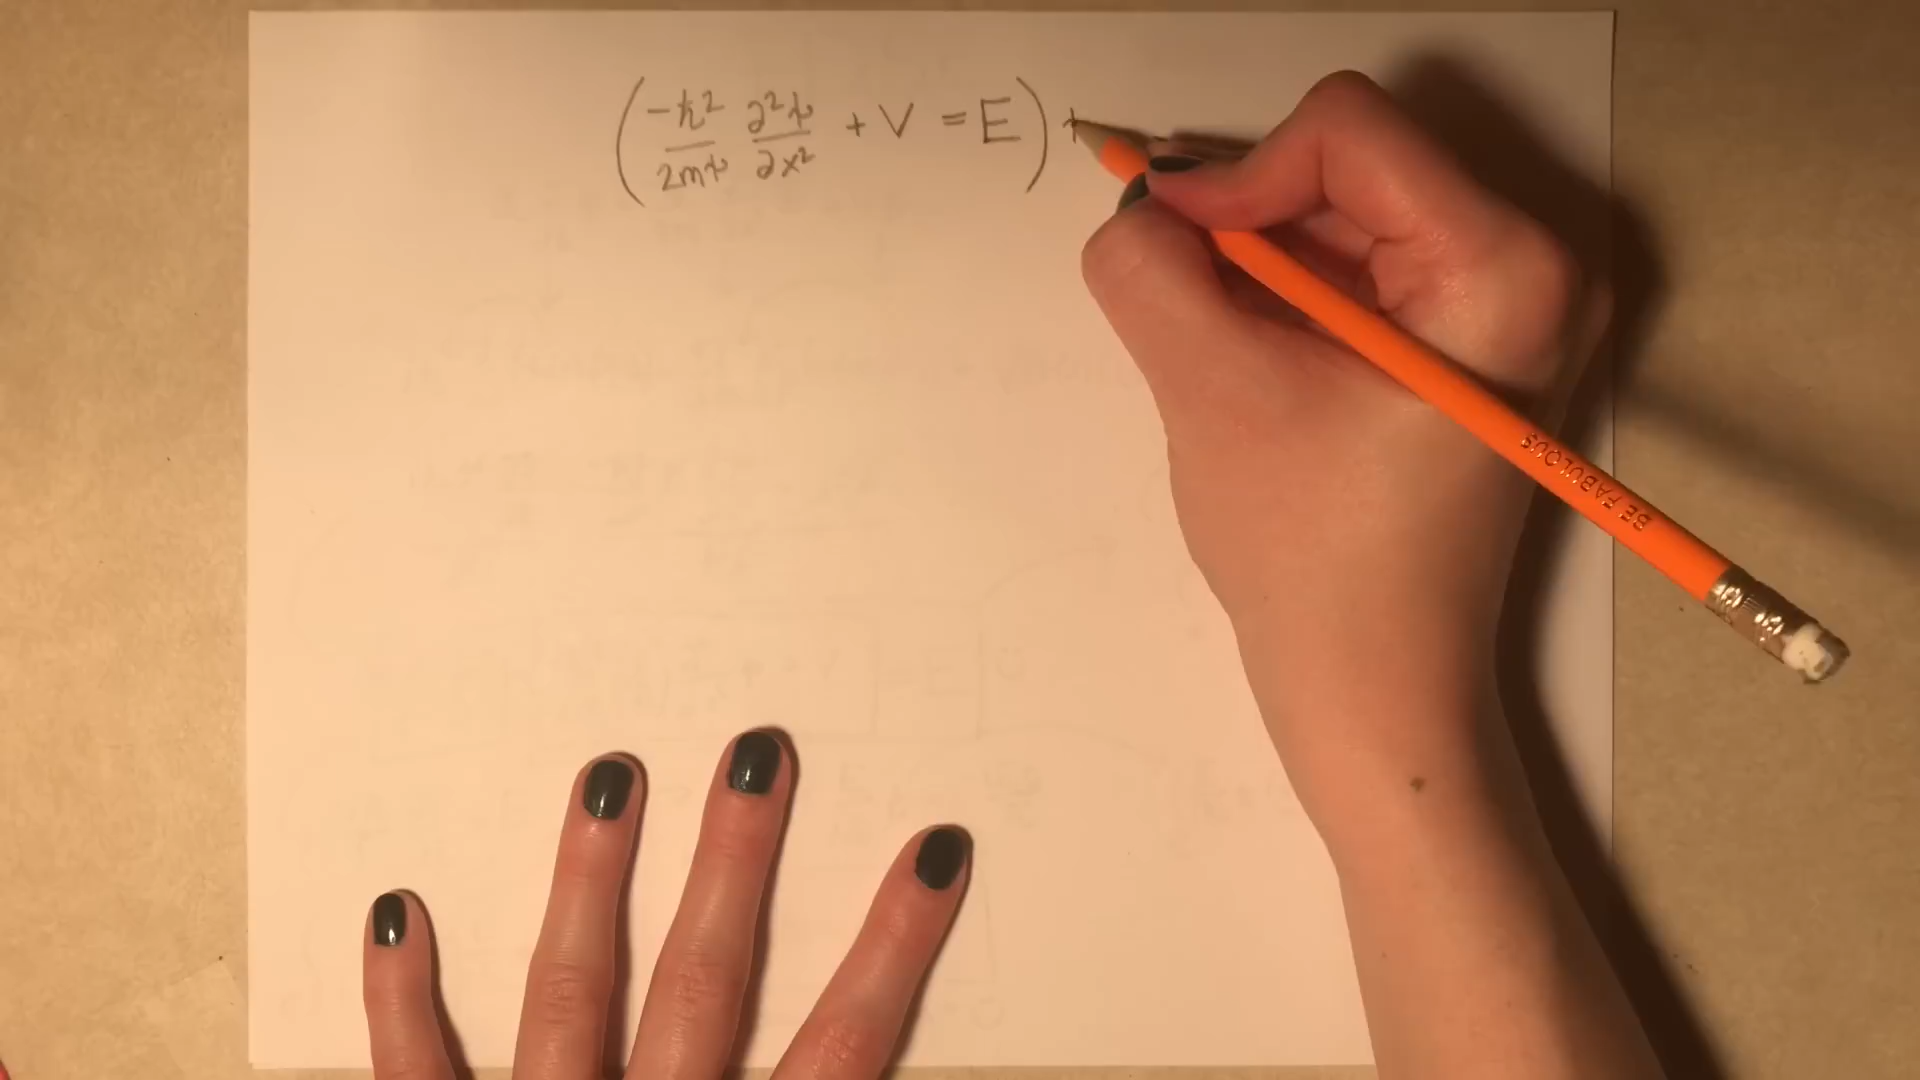 ( -ħ²/2mψ ∂²ψ/∂x² + V = E ) ψ
BE FABULOUS